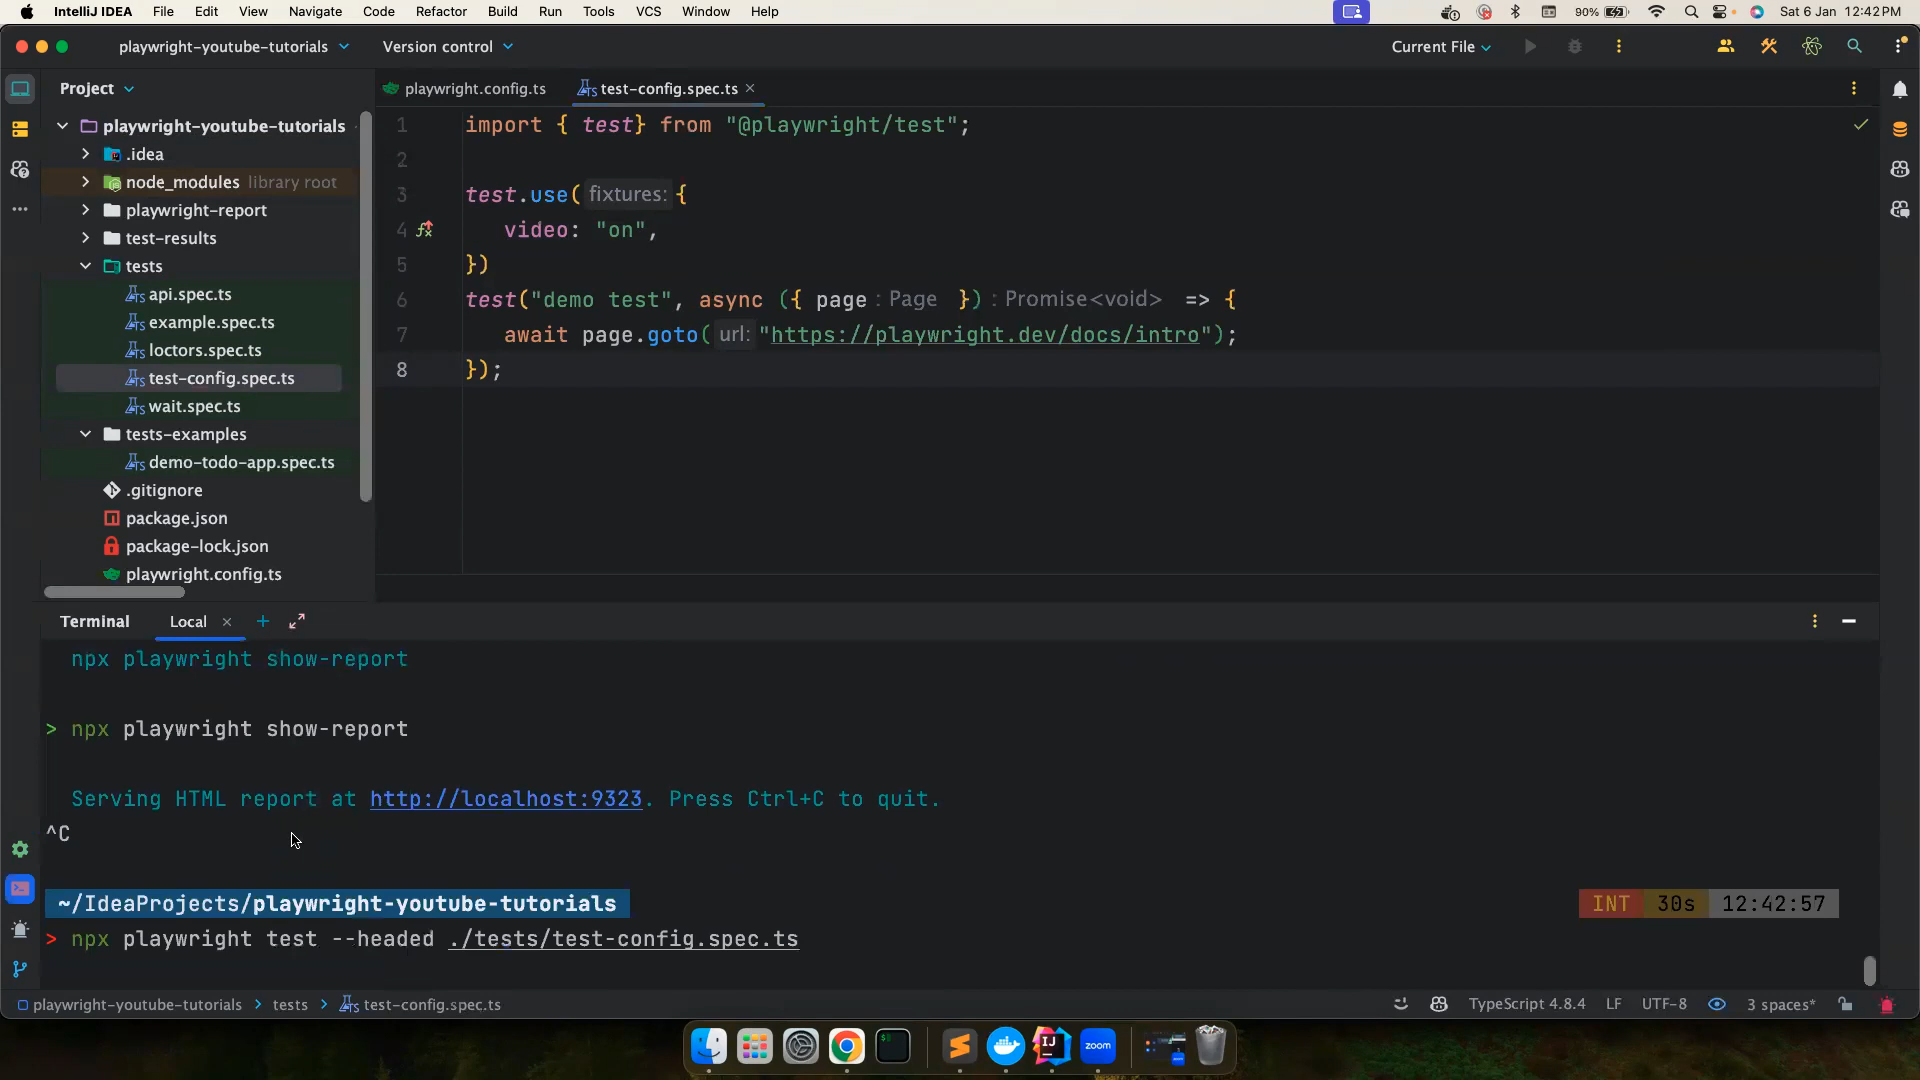 IntelliJ IDEA File Edit View Navigate Code Refactor Build Run Tools VCS Window Help 90% Sat 6 Jan 12:42 PM
playwright-youtube-tutorials Version control Current File
Project
playwright-youtube-tutorials
.idea
node_modules library root
playwright-report
test-results
tests
api.spec.ts
example.spec.ts
loctors.spec.ts
test-config.spec.ts
wait.spec.ts
tests-examples
demo-todo-app.spec.ts
.gitignore
package.json
package-lock.json
playwright.config.ts
playwright.config.ts test-config.spec.ts
1 import { test} from "@playwright/test";
2
3 test.use( fixtures: {
4 video: "on",
5 })
6 test("demo test", async ({ page : Page }) : Promise<void> => {
7 await page.goto( url: "https://playwright.dev/docs/intro");
8 });
Terminal Local
npx playwright show-report
> npx playwright show-report
Serving HTML report at http://localhost:9323. Press Ctrl+C to quit.
^C
~/IdeaProjects/playwright-youtube-tutorials INT 30s 12:42:57
> npx playwright test --headed ./tests/test-config.spec.ts
playwright-youtube-tutorials > tests > test-config.spec.ts TypeScript 4.8.4 LF UTF-8 3 spaces*
zoom